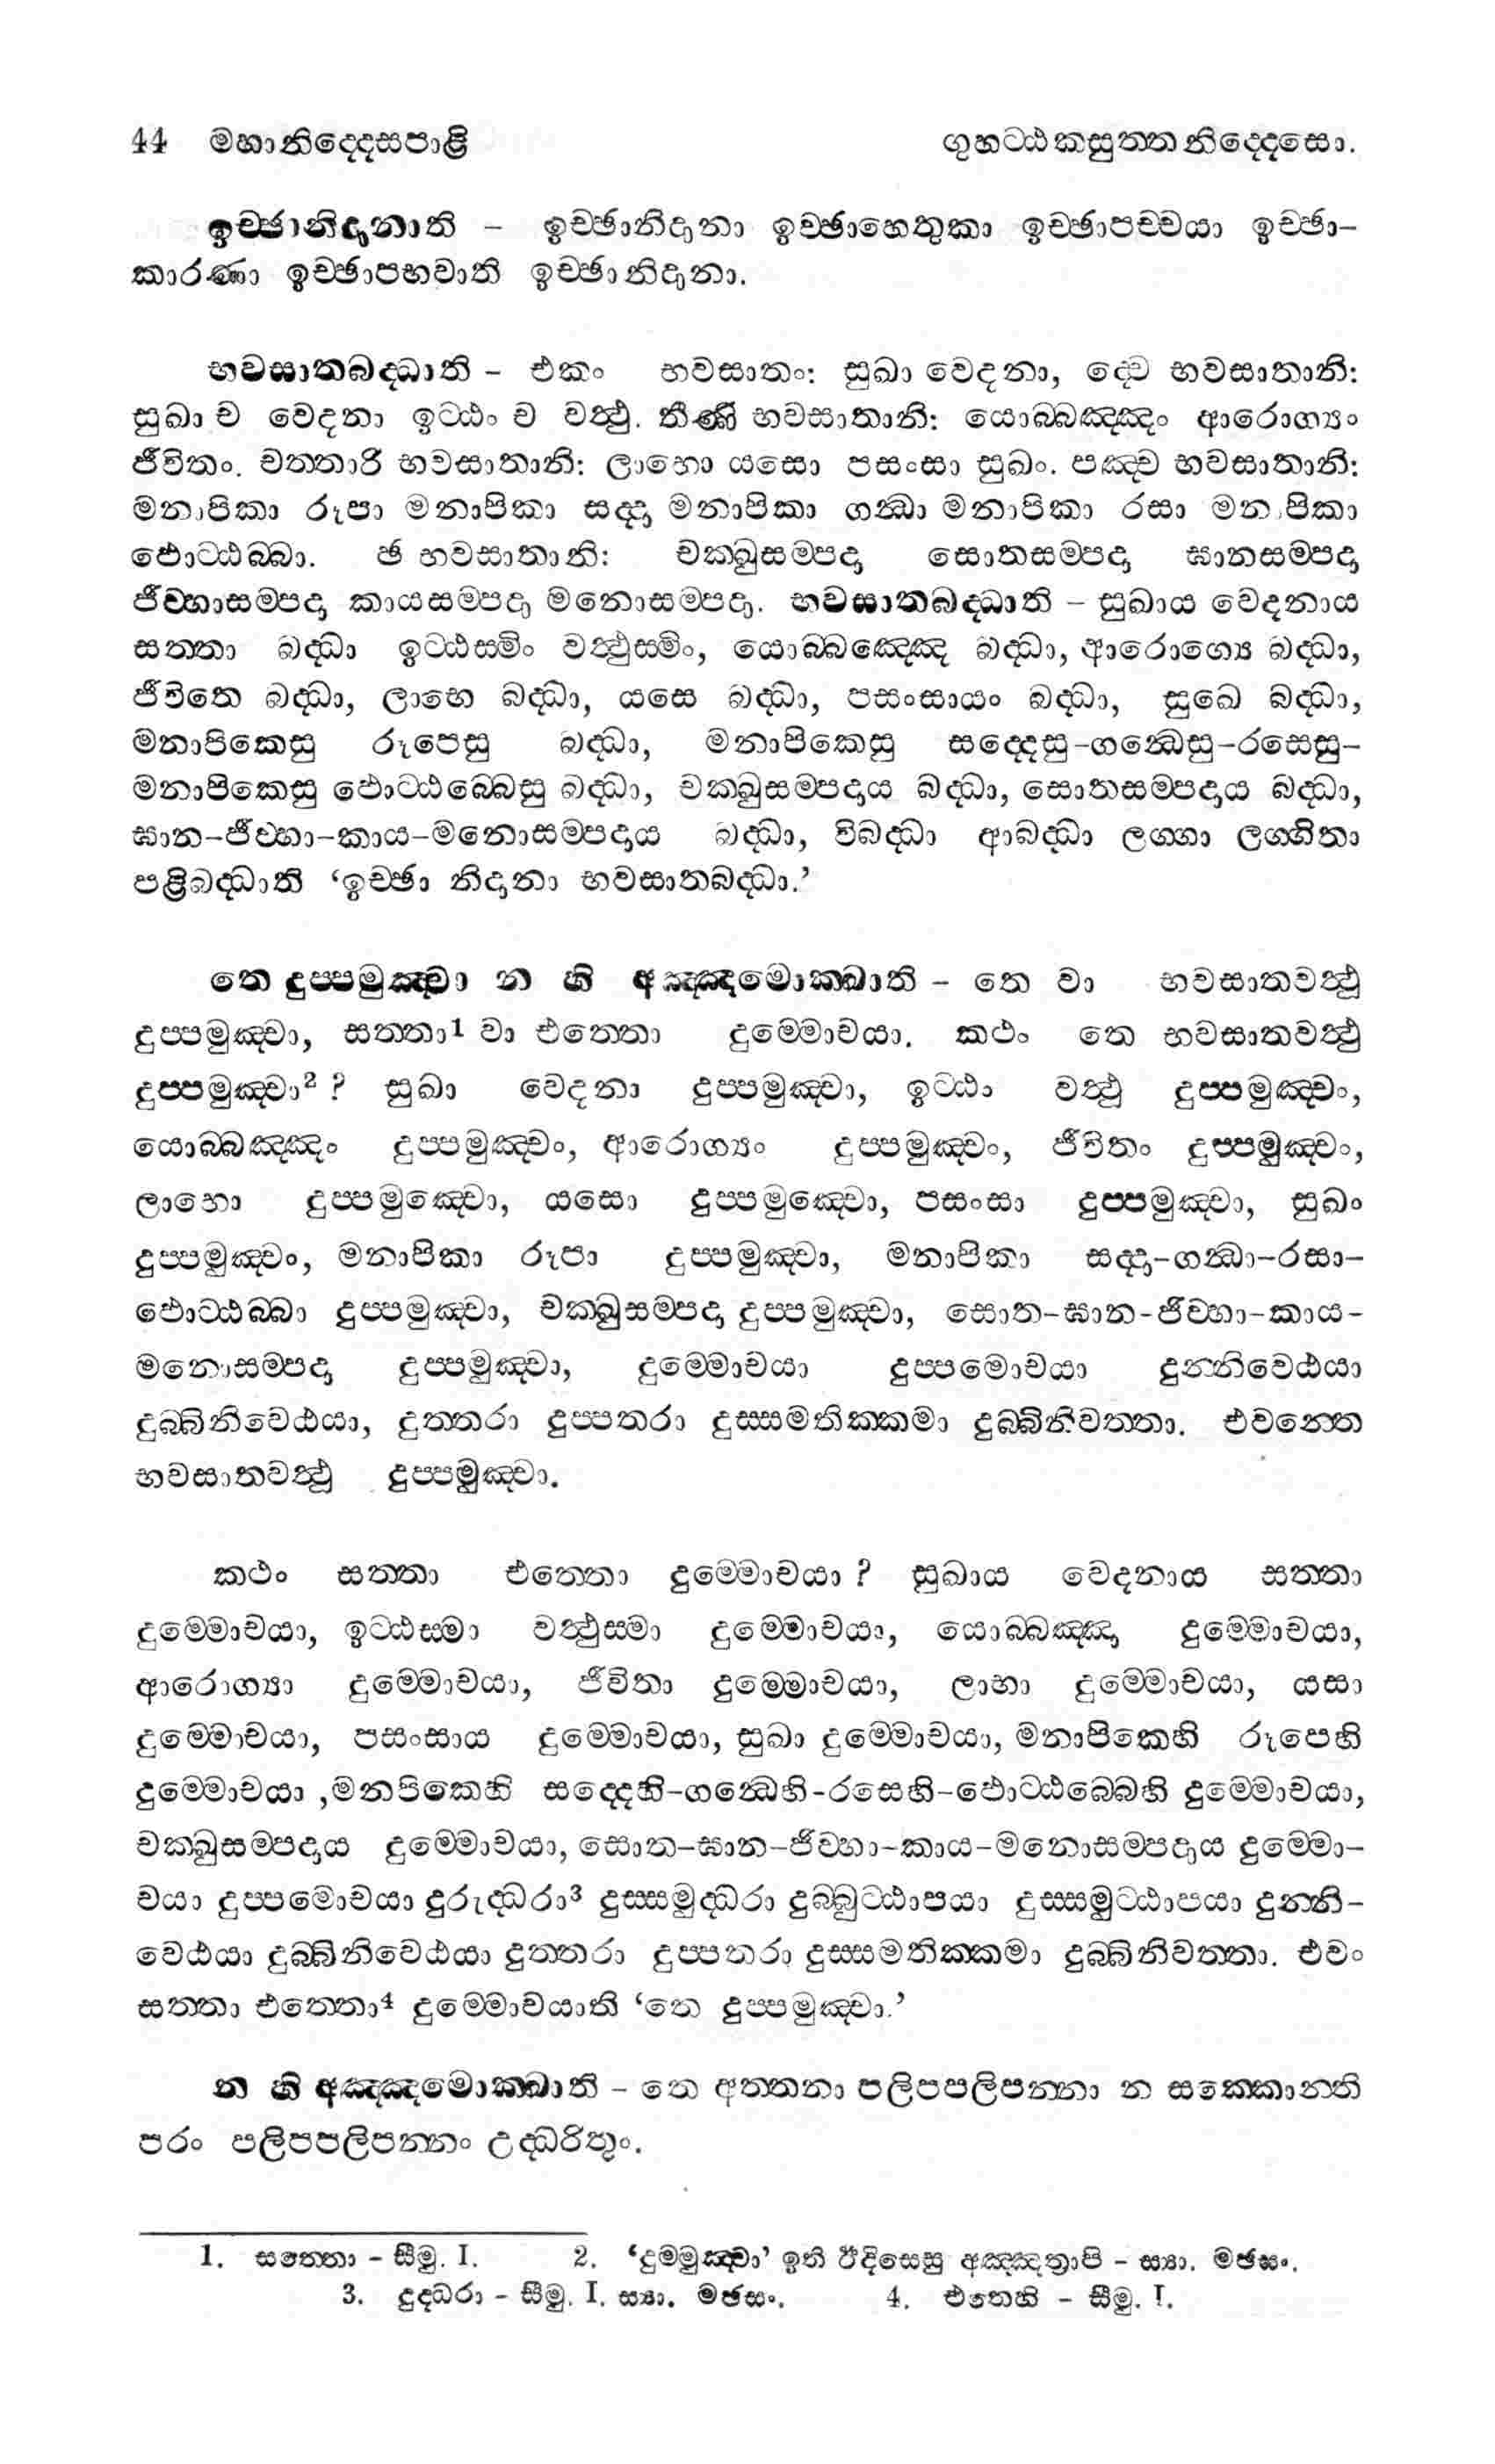 44 මහානිද්දෙසපාළි ගුහට්ඨකසුත්තනිද්දෙසො.
ඉච්ඡානිදානාති – ඉච්ඡානිදානා ඉච්ඡාහෙතුකා ඉච්ඡාපච්චයා ඉච්ඡා–
කාරණා ඉච්ඡාපභවාති ඉච්ඡානිදානා.
භවසාතබද්ධාති – එකං භවසාතං: සුඛා වෙදනා, ද්වෙ භවසාතානි:
සුඛා ච වෙදනා ඉට්ඨං ච වත්ථු. තීණි භවසාතානි: යොබ්බඤ්ඤං ආරොග්‍යං
ජීවිතං. චත්තාරි භවසාතානි: ලාභො යසො පසංසා සුඛං. පඤ්ච භවසාතානි:
මනාපිකා රූපා මනාපිකා සද්දා මනාපිකා ගන්ධා මනාපිකා රසා මනාපිකා
ඵොට්ඨබ්බා. ඡ භවසාතානි: චක්ඛුසම්පදා සොතසම්පදා ඝානසම්පදා
ජිව්හාසම්පදා කායසම්පදා මනොසම්පදා. භවසාතබද්ධාති – සුඛාය වෙදනාය
සත්තා බද්ධා ඉට්ඨස්මිං වත්ථුස්මිං, යොබ්බඤ්ඤෙ බද්ධා, ආරොග්‍යෙ බද්ධා,
ජීවිතෙ බද්ධා, ලාභෙ බද්ධා, යසෙ බද්ධා, පසංසායං බද්ධා, සුඛෙ බද්ධා,
මනාපිකෙසු රූපෙසු බද්ධා, මනාපිකෙසු සද්දෙසු–ගන්ධෙසු–රසෙසු–
මනාපිකෙසු ඵොට්ඨබ්බෙසු බද්ධා, චක්ඛුසම්පදාය බද්ධා, සොතසම්පදාය බද්ධා,
ඝාන–ජිව්හා–කාය–මනොසම්පදාය බද්ධා, විබද්ධා ආබද්ධා ලග්ගා ලග්ගිතා
පළිබද්ධාති ‘ඉච්ඡා නිදානා භවසාතබද්ධා.’
තෙ දුප්පමුඤ්චා න හි අඤ්ඤමොක්ඛාති – තෙ වා භවසාතවත්ථූ
දුප්පමුඤ්චා, සත්තා1 වා එත්තො දුම්මොචයා. කථං තෙ භවසාතවත්ථු
දුප්පමුඤ්චා2 ? සුඛා වෙදනා දුප්පමුඤ්චා, ඉට්ඨා වත්ථූ දුප්පමුඤ්චං,
යොබ්බඤ්ඤං දුප්පමුඤ්චං, ආරොග්‍යං දුප්පමුඤ්චං, ජීවිතං දුප්පමුඤ්චං,
ලාභො දුප්පමුඤ්චො, යසො දුප්පමුඤ්චො, පසංසා දුප්පමුඤ්චා, සුඛං
දුප්පමුඤ්චං, මනාපිකා රූපා දුප්පමුඤ්චා, මනාපිකා සද්දා–ගන්ධා–රසා–
ඵොට්ඨබ්බා දුප්පමුඤ්චා, චක්ඛුසම්පදා දුප්පමුඤ්චා, සොත–ඝාන-ජිව්හා–කාය-
මනොසම්පදා දුප්පමුඤ්චා, දුම්මොචයා දුප්පමොචයා දුන්නිවෙඨයා
දුබ්බිනිවෙඨයා, දුත්තරා දුප්පතරා දුස්සමතික්කමා දුබ්බිනිවත්තා. එවන්තෙ
භවසාතවත්ථූ දුප්පමුඤ්චා.
කථං සත්තා එත්තො දුම්මොචයා ? සුඛාය වෙදනාය සත්තා
දුම්මොචයා, ඉට්ඨස්මා වත්ථුස්මා දුම්මොචයා, යොබ්බඤ්ඤා දුම්මොචයා,
ආරොග්‍යා දුම්මොචයා, ජීවිතා දුම්මොචයා, ලාභා දුම්මොචයා, යසා
දුම්මොචයා, පසංසාය දුම්මොචයා, සුඛා දුම්මොචයා, මනාපිකෙහි රූපෙහි
දුම්මොචයා ,මනපිකෙහි සද්දෙහි–ගන්ධෙහි-රසෙහි–ඵොට්ඨබ්බෙහි දුම්මොචයා,
චක්ඛුසම්පදාය දුම්මොචයා, සොත–ඝාන–ජිව්හා–කාය–මනොසම්පදාය දුම්මො–
චයා දුප්පමොචයා දුරුද්ධරා3 දුස්සමුද්ධරා දුබ්බුට්ඨාපයා දුස්සමුට්ඨාපයා දුන්නි–
වෙඨයා දුබ්බිනිවෙඨයා දුත්තරා දුප්පතරා දුස්සමතික්කමා දුබ්බිනිවත්තා. එවං
සත්තා එත්තො4 දුම්මොචයාති ‘තෙ දුප්පමුඤ්චා.’
න හි අඤ්ඤමොක්ඛාති – තෙ අත්තනා පලිපපලිපන්නා න සක්කොන්ති
පරං පලිපපලිපන්නං උද්ධරිතුං.
1. සත්තො – සීමු. I. 2. ‘දුම්මුඤ්චා’ ඉති ඊදිසෙසු අඤ්ඤත්‍රාපි – ස්‍යා. මඡසං.
3. දුද්ධරා – සීමු. I. ස්‍යා. මඡසං. 4. එතෙහි – සීමු. I.